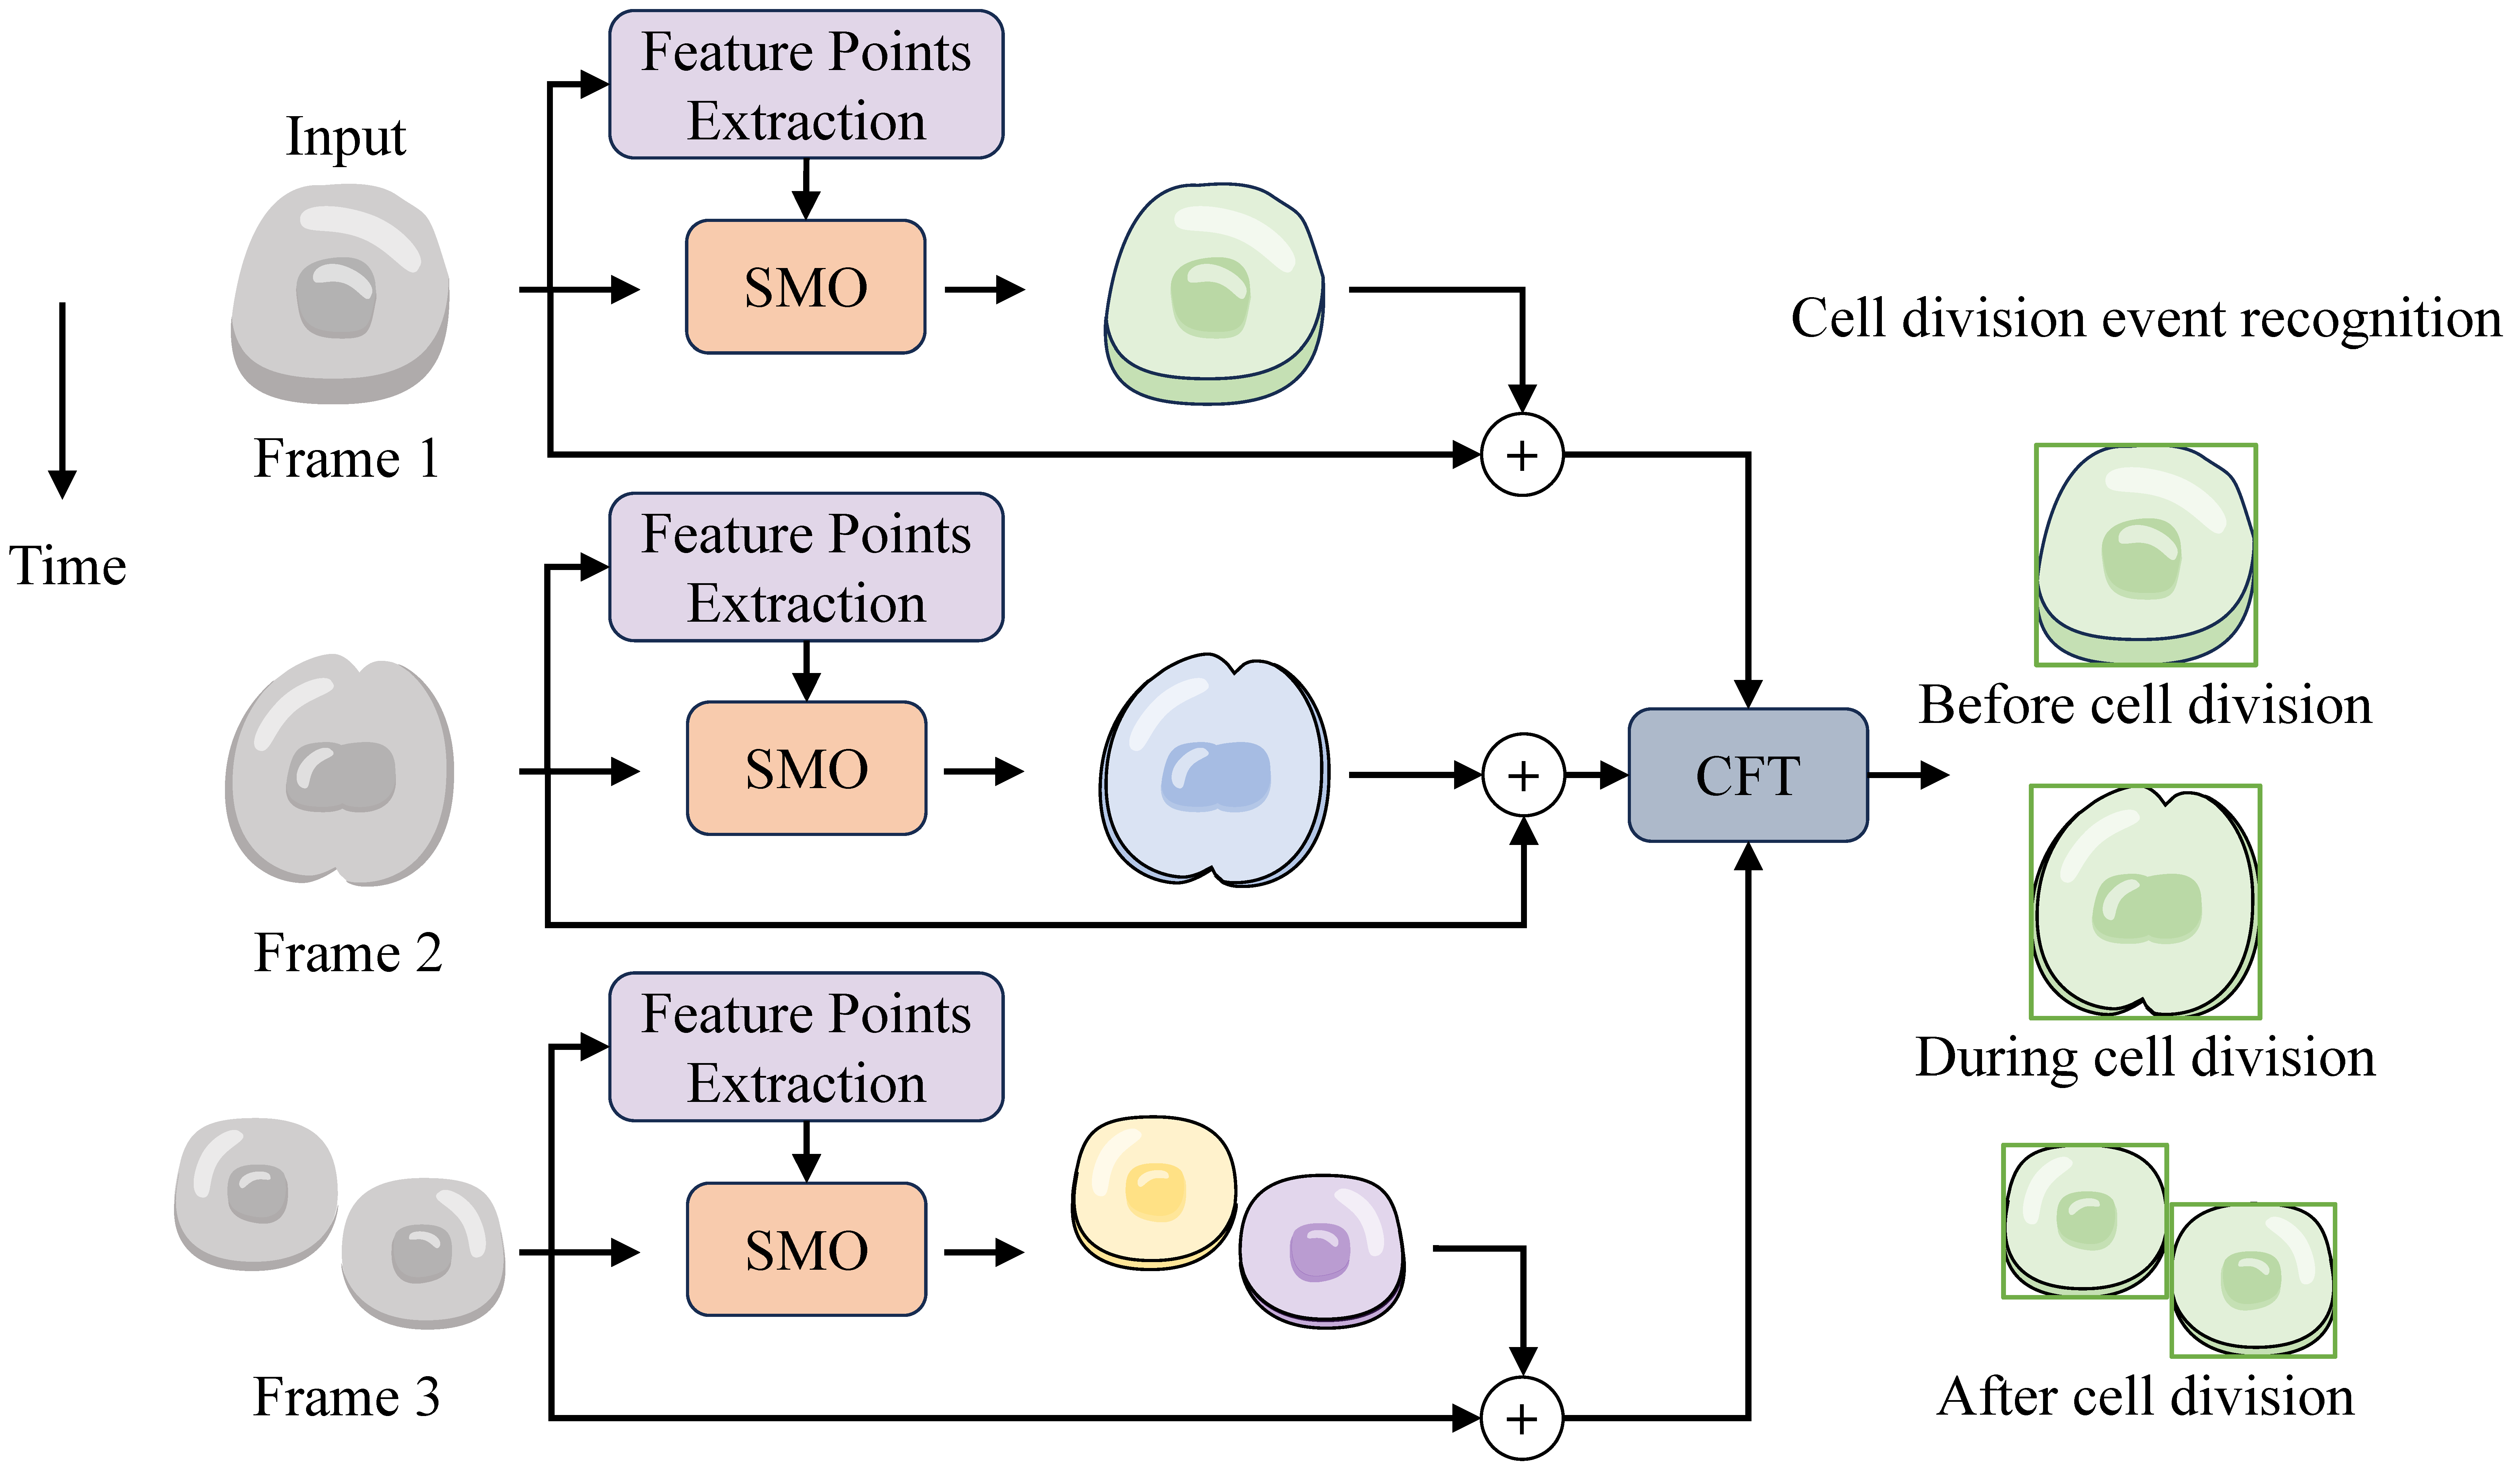 Input
Frame 1
Time
Frame 2
Frame 3
Feature Points
Extraction
SMO
+
Feature Points
Extraction
SMO
+
Feature Points
Extraction
SMO
+
CFT
Cell division event recognition
Before cell division
During cell division
After cell division